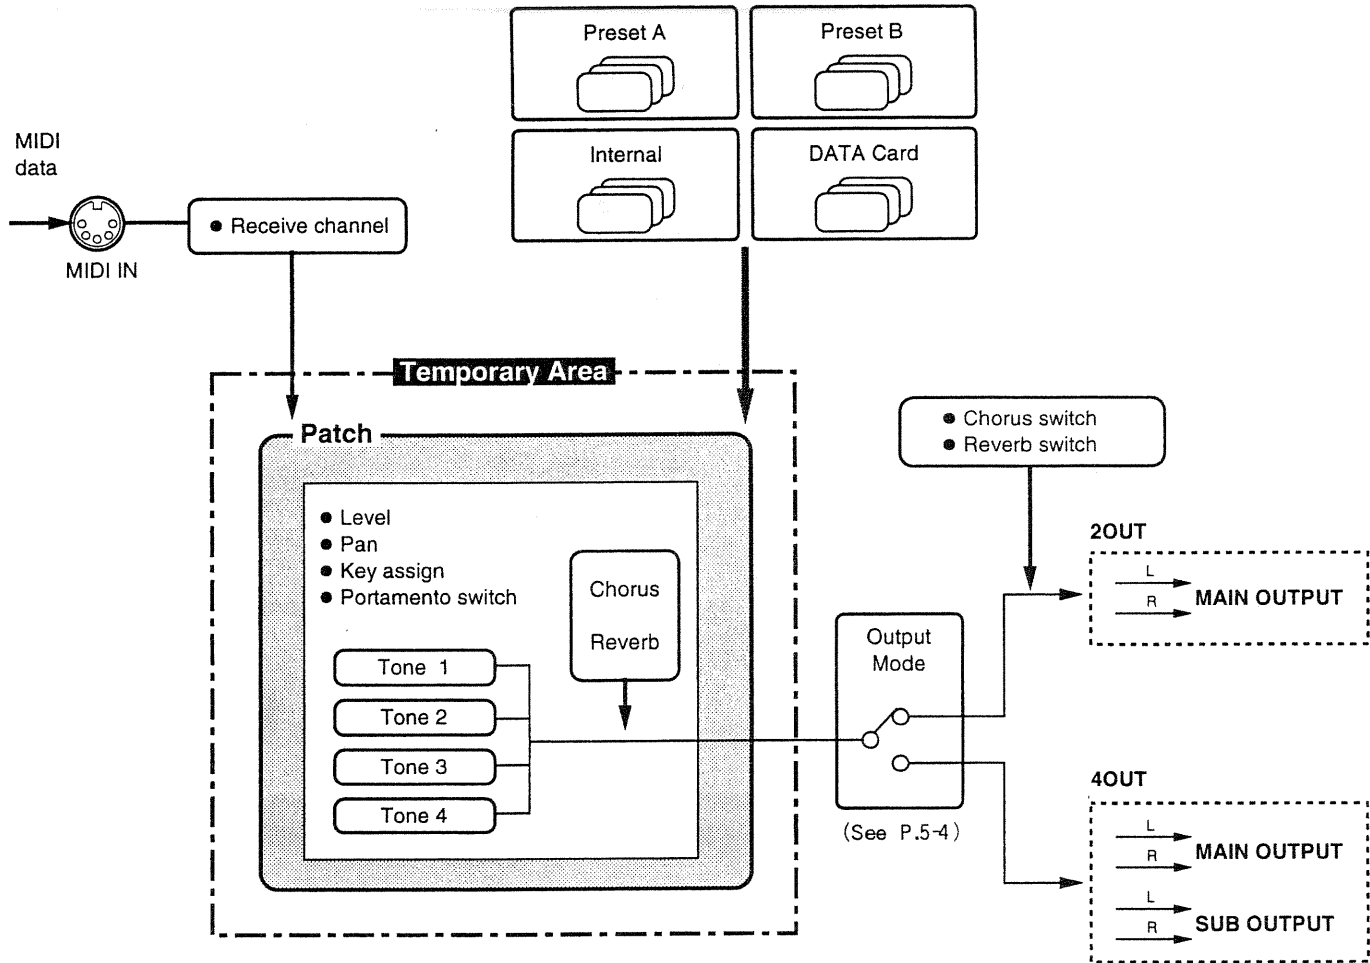 Preset A
Preset B
Internal
DATA Card
MIDI
data
MIDI IN
● Receive channel
Temporary Area
Patch
● Level
● Pan
● Key assign
● Portamento switch
Chorus
Reverb
Tone 1
Tone 2
Tone 3
Tone 4
Output
Mode
(See P.5-4)
● Chorus switch
● Reverb switch
2OUT
L
R
MAIN OUTPUT
4OUT
L
R
MAIN OUTPUT
L
R
SUB OUTPUT